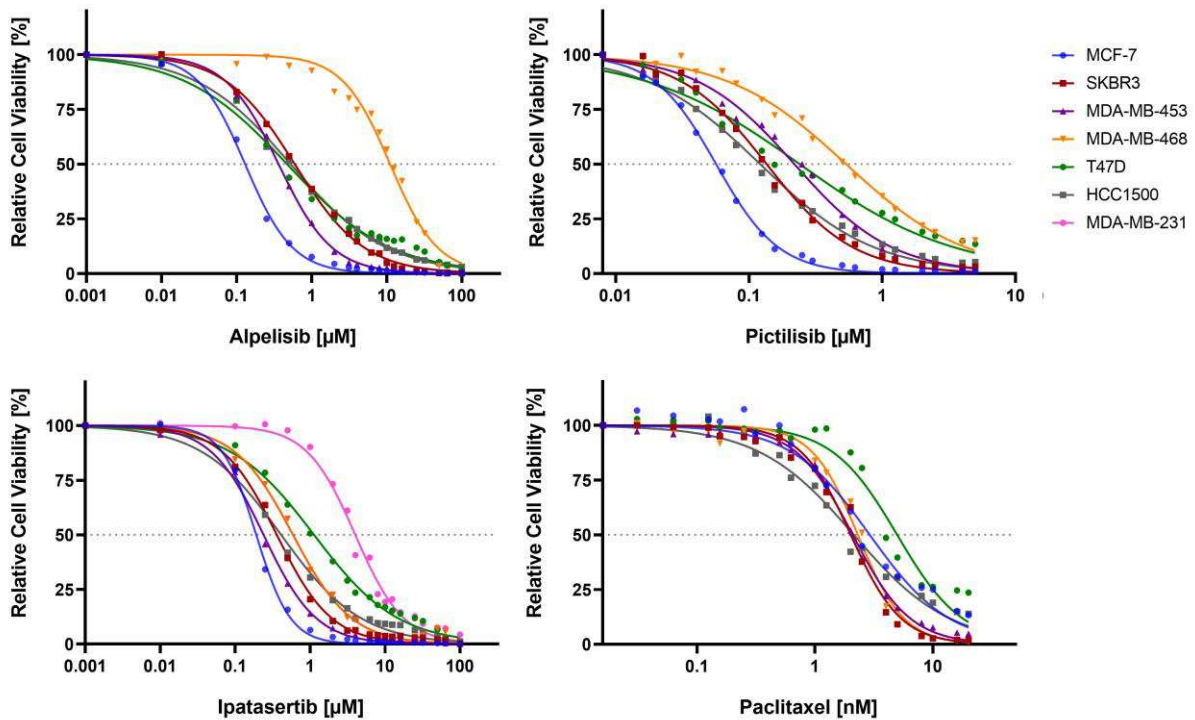 Relative Cell Viability [%]
100
75
50
25
0
0.001 0.01 0.1 1 10 100
Alpelisib [µM]
Relative Cell Viability [%]
100
75
50
25
0
0.01 0.1 1 10
Pictilisib [µM]
MCF-7
SKBR3
MDA-MB-453
MDA-MB-468
T47D
HCC1500
MDA-MB-231
Relative Cell Viability [%]
100
75
50
25
0
0.001 0.01 0.1 1 10 100
Ipatasertib [µM]
Relative Cell Viability [%]
100
75
50
25
0
0.1 1 10
Paclitaxel [nM]